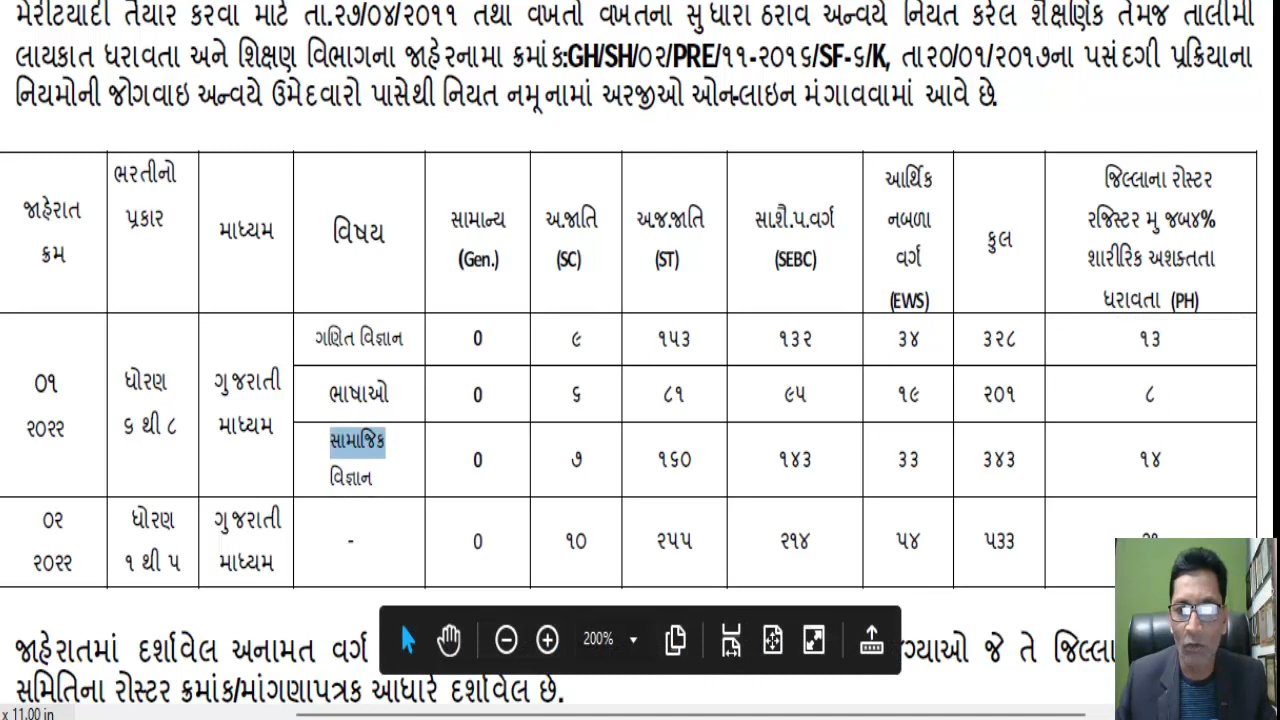 મેરીટયાદી તૈયાર કરવા માટે તા.૨૭/૦૪/૨૦૧૧ તથા વખતો વખતના સુધારા ઠરાવ અન્વયે નિયત કરેલ શૈક્ષણિક તેમજ તાલીમી
લાયકાત ધરાવતા અને શિક્ષણ વિભાગના જાહેરનામા ક્રમાંક:GH/SH/૦૨/PRE/૧૧-૨૦૧૬/SF-૬/K, તા૨૦/૦૧/૨૦૧૭ના પસંદગી પ્રક્રિયાના
નિયમોની જોગવાઇ અન્વયે ઉમેદવારો પાસેથી નિયત નમૂનામાં અરજીઓ ઓન-લાઇન મંગાવવામાં આવે છે.
જાહેરાત ક્રમ
ભરતીનો પ્રકાર
માધ્યમ
વિષય
સામાન્ય (Gen.)
અ.જાતિ (SC)
અ.જ.જાતિ (ST)
સા.શૈ.પ.વર્ગ (SEBC)
આર્થિક નબળા વર્ગ (EWS)
કુલ
જિલ્લાના રોસ્ટર રજિસ્ટર મુજબ૪% શારીરિક અશક્તતા ધરાવતા (PH)
૦૧ ૨૦૨૨
ધોરણ ૬ થી ૮
ગુજરાતી માધ્યમ
ગણિત વિજ્ઞાન 0 ૯ ૧૫૩ ૧૩૨ ૩૪ ૩૨૮ ૧૩
ભાષાઓ 0 ૬ ૮૧ ૯૫ ૧૯ ૨૦૧ ૮
સામાજિક વિજ્ઞાન 0 ૭ ૧૬૦ ૧૪૩ ૩૩ ૩૪૩ ૧૪
૦૨ ૨૦૨૨
ધોરણ ૧ થી ૫
ગુજરાતી માધ્યમ
- 0 ૧૦ ૨૫૫ ૨૧૪ ૫૪ ૫૩૩
200%
જાહેરાતમાં દર્શાવેલ અનામત વર્ગ જે તે
સમિતિના રોસ્ટર ક્રમાંક/માંગણાપત્રક આધારે દર્શાવેલ છે.
x 11.00 in